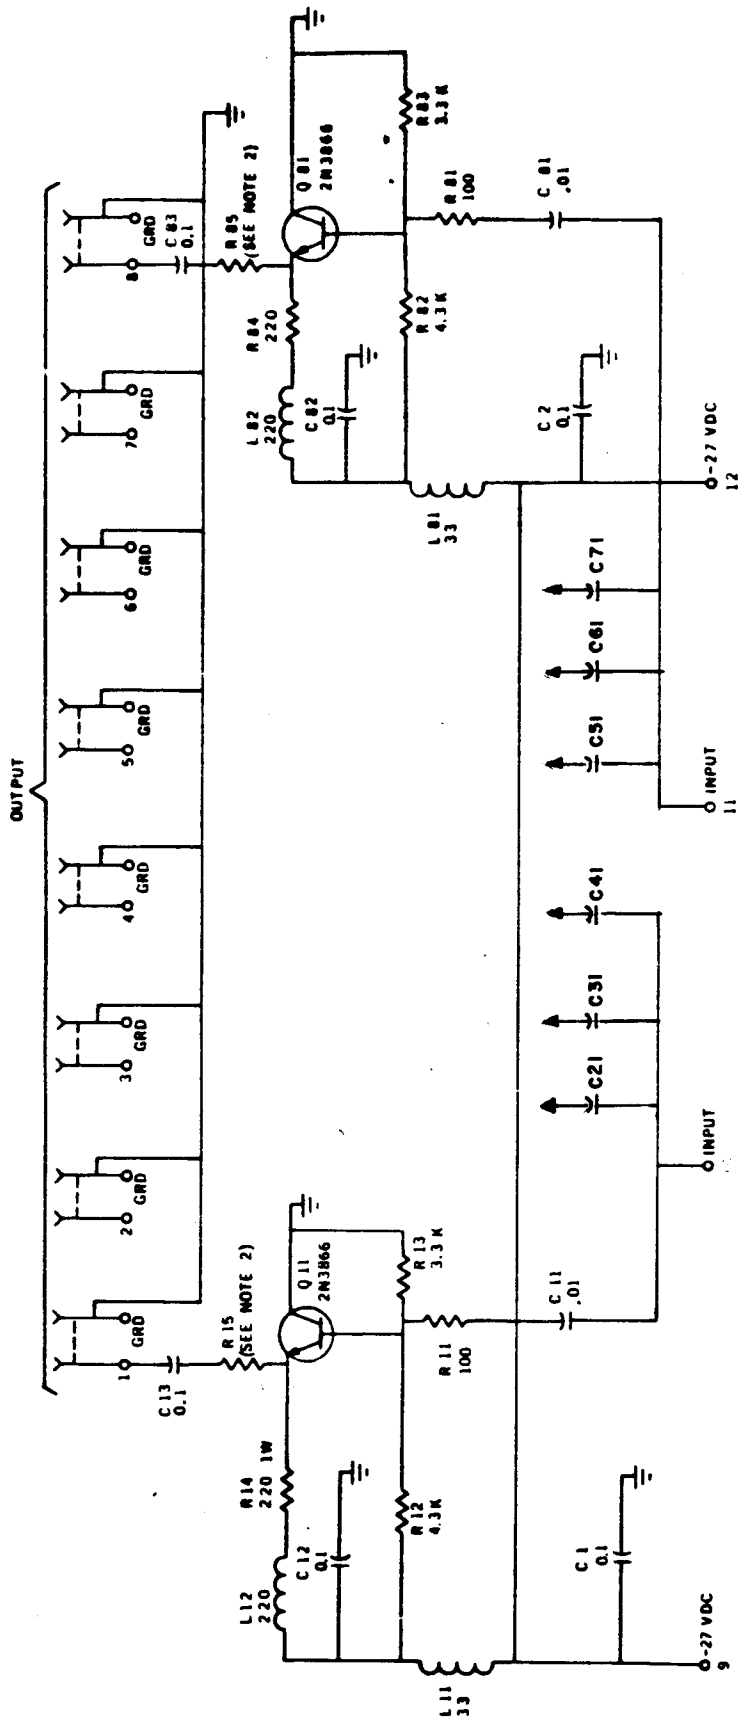 OUTPUT
1
GRD
2
GRD
3
GRD
4
GRD
5
GRD
6
GRD
7
GRD
8
GRD
C 13
0.1
R 15
(SEE NOTE 2)
C 83
0.1
R 85
(SEE NOTE 2)
L12
220
R14
220 1W
Q 11
2N3866
C 12
0.1
R 12
4.3K
R 13
3.3 K
R 11
100
L 11
33
C 1
0.1
C 11
.01
-27 VDC
9
INPUT
C21
C31
C41
INPUT
11
C51
C61
C71
L 82
220
R 84
220
Q 81
2N3866
C 82
0.1
R 82
4.3 K
R 83
3.3 K
R 81
100
L 81
33
C 2
0.1
C 81
.01
-27 VDC
12